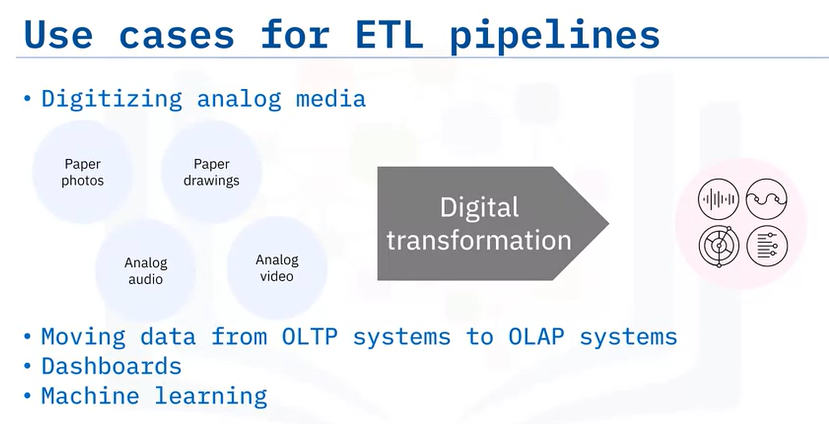 Use cases for ETL pipelines
• Digitizing analog media
Paper
photos
Paper
drawings
Analog
audio
Analog
video
Digital
transformation
• Moving data from OLTP systems to OLAP systems
• Dashboards
• Machine learning